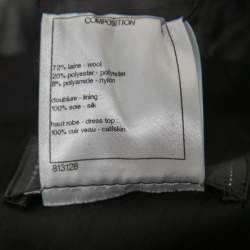 COMPOSITION
72% laine - wool
20% polyester - polyester
8% polyamide - nylon
doublure - lining :
100% soie - silk
haut robe - dress top :
100% cuir veau - calfskin
813128